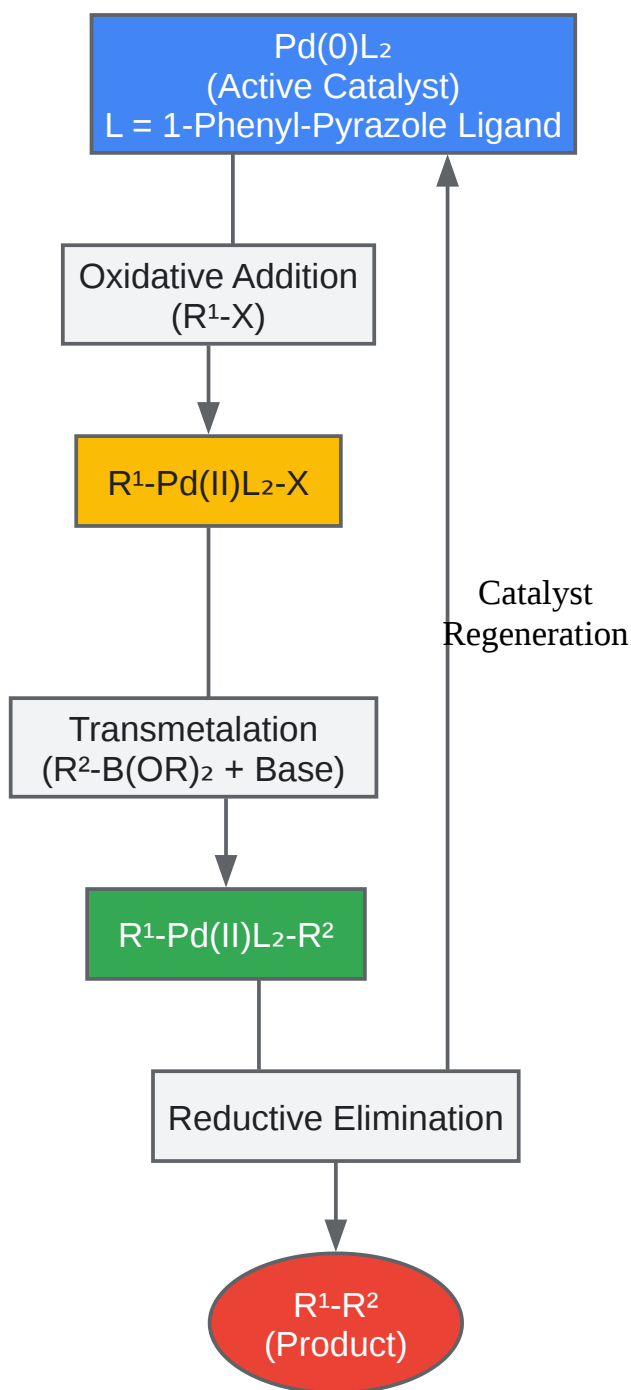 Pd(0)L₂
(Active Catalyst)
L = 1-Phenyl-Pyrazole Ligand
Oxidative Addition
(R¹-X)
R¹-Pd(II)L₂-X
Catalyst
Regeneration
Transmetalation
(R²-B(OR)₂ + Base)
R¹-Pd(II)L₂-R²
Reductive Elimination
R¹-R²
(Product)